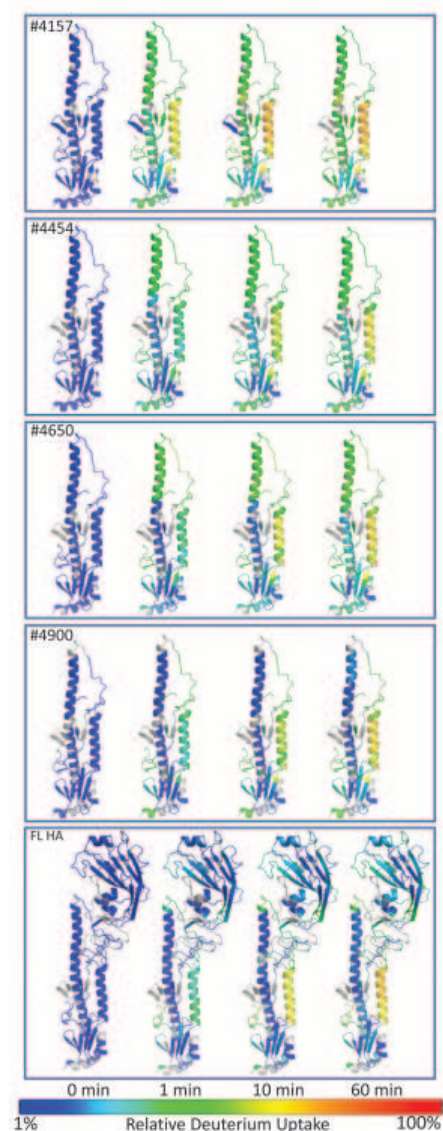 #4157
#4454
#4650
#4900
FL HA
0 min 1 min 10 min 60 min
1% Relative Deuterium Uptake 100%